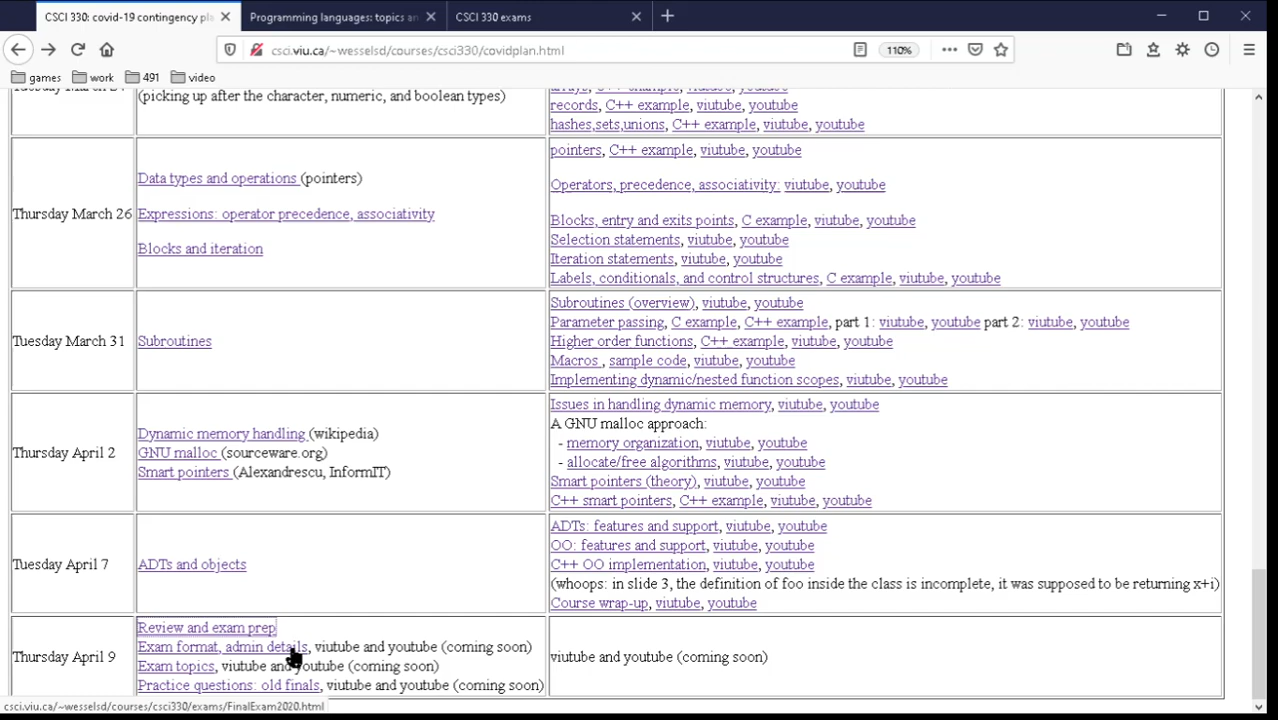 CSCI 330: covid-19 contingency pl
Programming languages: topics an
CSCI 330 exams
csci.viu.ca/~wesselsd/courses/csci330/covidplan.html
110%
games work 491 video
(picking up after the character, numeric, and boolean types)
records, C++ example, viutube, youtube
hashes,sets,unions, C++ example, viutube, youtube
Thursday March 26
Data types and operations (pointers)
Expressions: operator precedence, associativity
Blocks and iteration
pointers, C++ example, viutube, youtube
Operators, precedence, associativity: viutube, youtube
Blocks, entry and exits points, C example, viutube, youtube
Selection statements, viutube, youtube
Iteration statements, viutube, youtube
Labels, conditionals, and control structures, C example, viutube, youtube
Tuesday March 31
Subroutines
Subroutines (overview), viutube, youtube
Parameter passing, C example, C++ example, part 1: viutube, youtube part 2: viutube, youtube
Higher order functions, C++ example, viutube, youtube
Macros , sample code, viutube, youtube
Implementing dynamic/nested function scopes, viutube, youtube
Thursday April 2
Dynamic memory handling (wikipedia)
GNU malloc (sourceware.org)
Smart pointers (Alexandrescu, InformIT)
Issues in handling dynamic memory, viutube, youtube
A GNU malloc approach:
- memory organization, viutube, youtube
- allocate/free algorithms, viutube, youtube
Smart pointers (theory), viutube, youtube
C++ smart pointers, C++ example, viutube, youtube
Tuesday April 7
ADTs and objects
ADTs: features and support, viutube, youtube
OO: features and support, viutube, youtube
C++ OO implementation, viutube, youtube
(whoops: in slide 3, the definition of foo inside the class is incomplete, it was supposed to be returning x+i)
Course wrap-up, viutube, youtube
Thursday April 9
Review and exam prep
Exam format, admin details, viutube and youtube (coming soon)
Exam topics, viutube and youtube (coming soon)
Practice questions: old finals, viutube and youtube (coming soon)
viutube and youtube (coming soon)
csci.viu.ca/~wesselsd/courses/csci330/exams/FinalExam2020.html